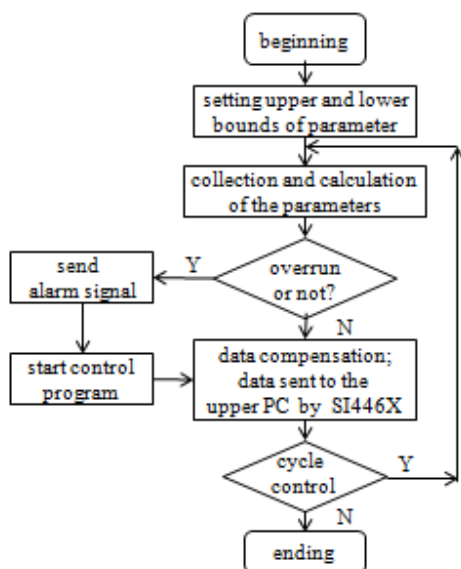 beginning
setting upper and lower
bounds of parameter
collection and calculation
of the parameters
overrun
or not?
Y
send
alarm signal
N
start control
program
data compensation;
data sent to the
upper PC by SI446X
cycle
control
Y
N
ending